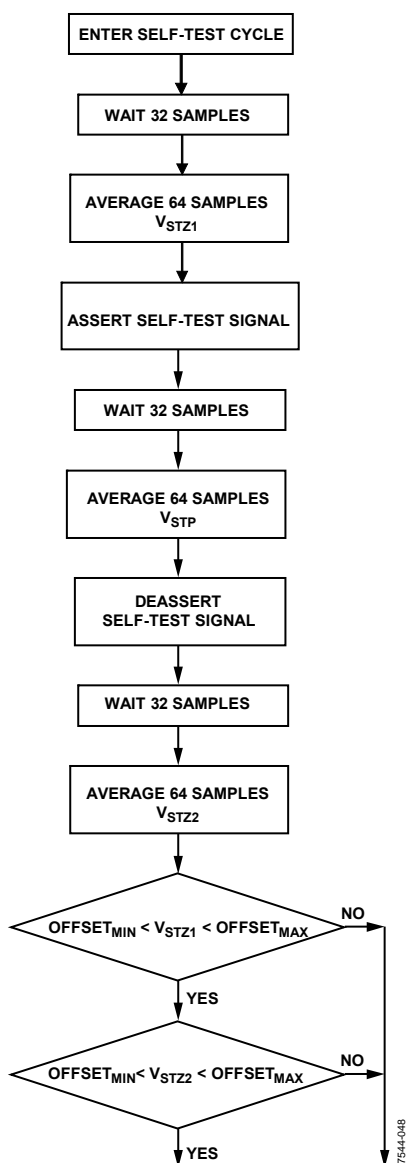 ENTER SELF-TEST CYCLE
WAIT 32 SAMPLES
AVERAGE 64 SAMPLES
VSTZ1
ASSERT SELF-TEST SIGNAL
WAIT 32 SAMPLES
AVERAGE 64 SAMPLES
VSTP
DEASSERT
SELF-TEST SIGNAL
WAIT 32 SAMPLES
AVERAGE 64 SAMPLES
VSTZ2
OFFSETMIN < VSTZ1 < OFFSETMAX
NO
YES
OFFSETMIN< VSTZ2 < OFFSETMAX
NO
YES
7544-048